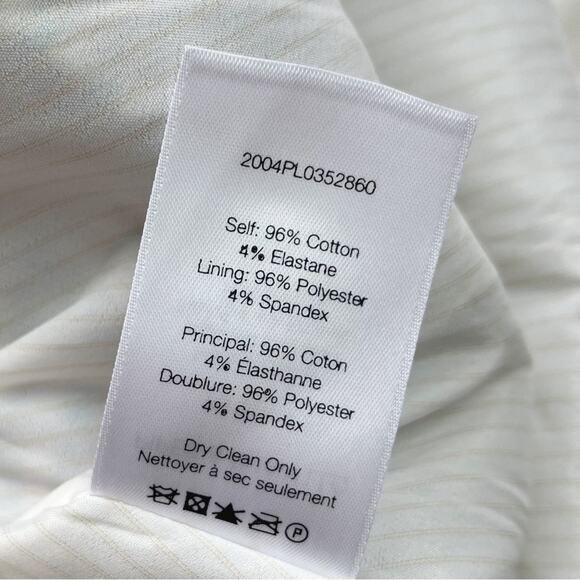 2004PL0352860
Self: 96% Cotton
4% Elastane
Lining: 96% Polyester
4% Spandex
Principal: 96% Coton
4% Élasthanne
Doublure: 96% Polyester
4% Spandex
Dry Clean Only
Nettoyer à sec seulement
P